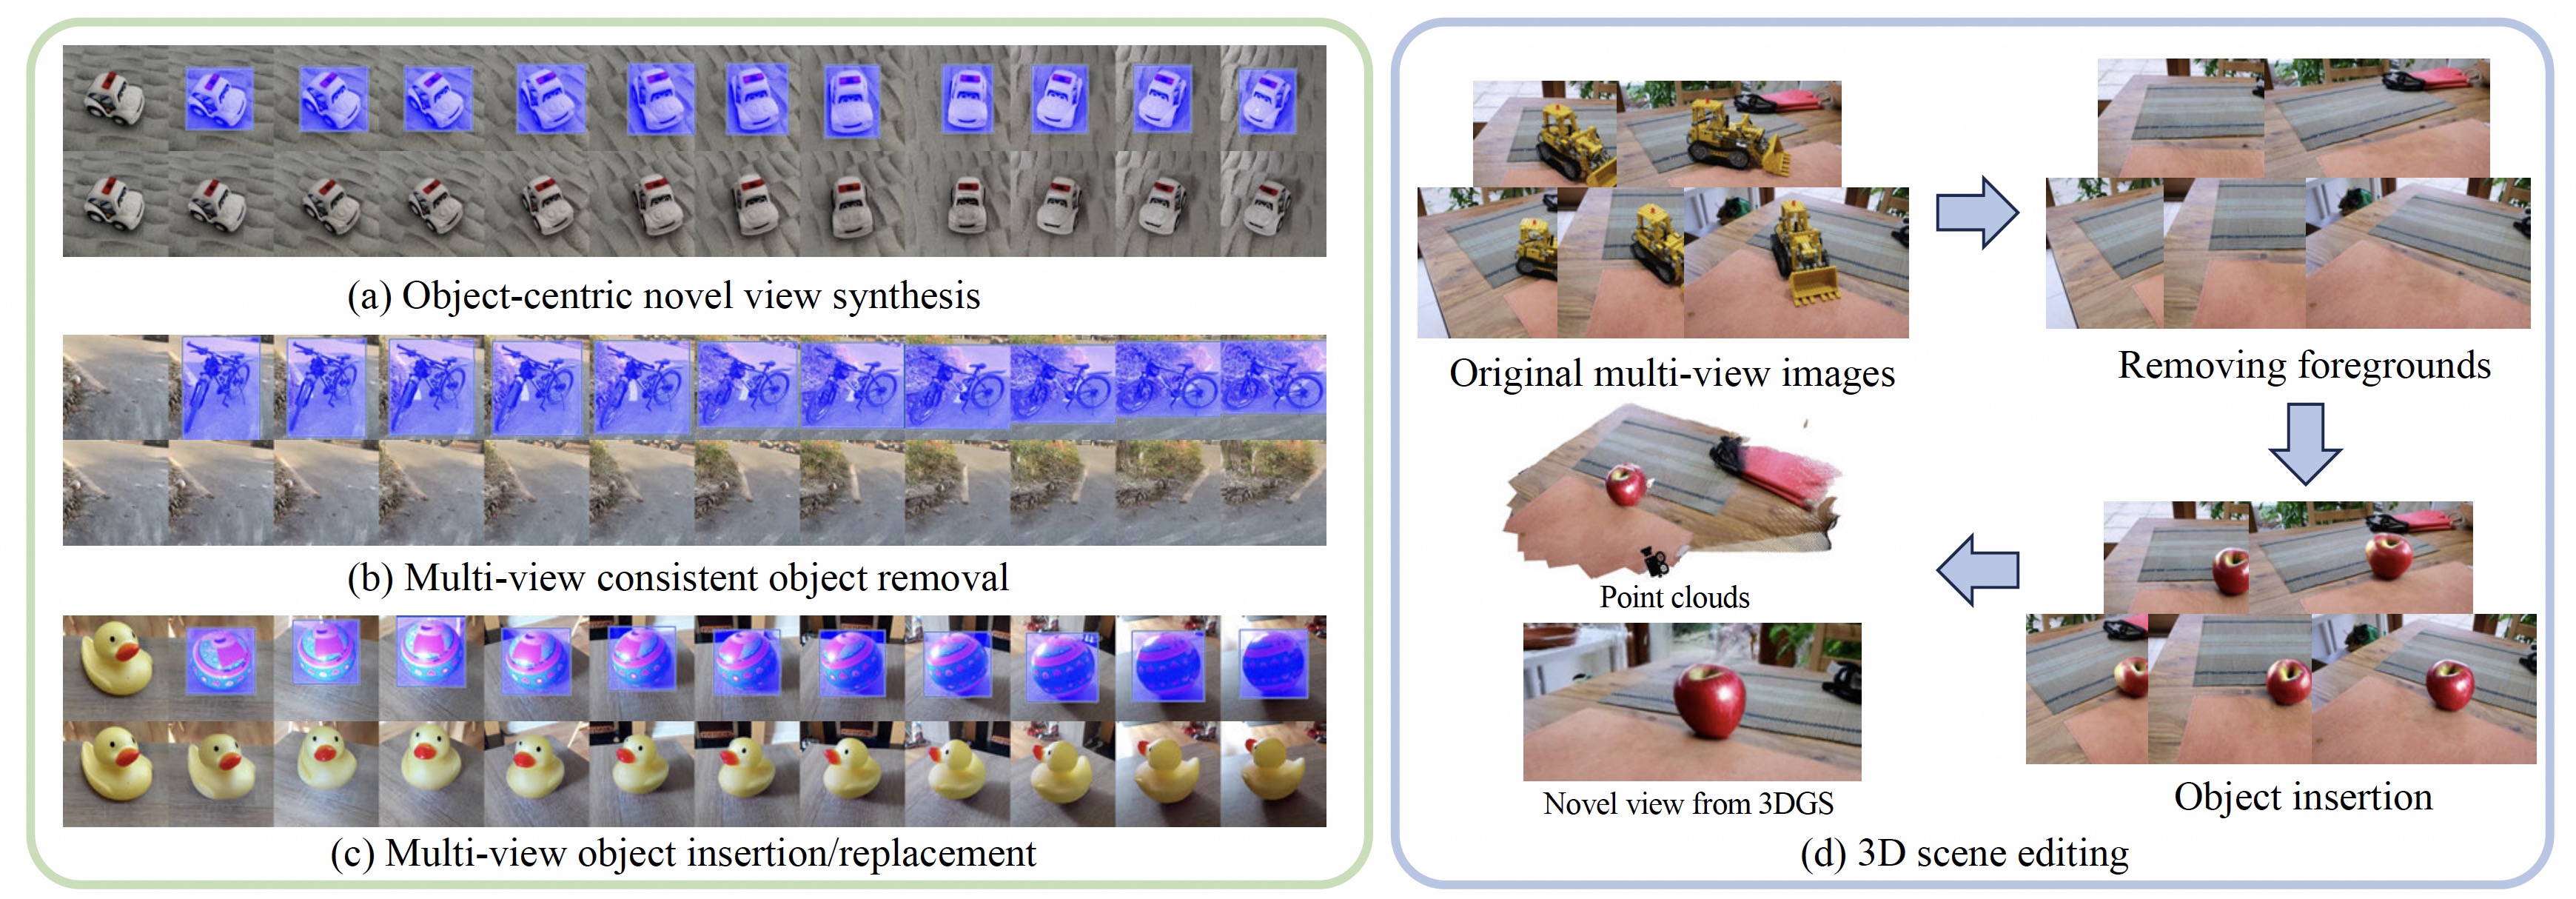 (a) Object-centric novel view synthesis
(b) Multi-view consistent object removal
(c) Multi-view object insertion/replacement
Original multi-view images
Removing foregrounds
Point clouds
Novel view from 3DGS
Object insertion
(d) 3D scene editing